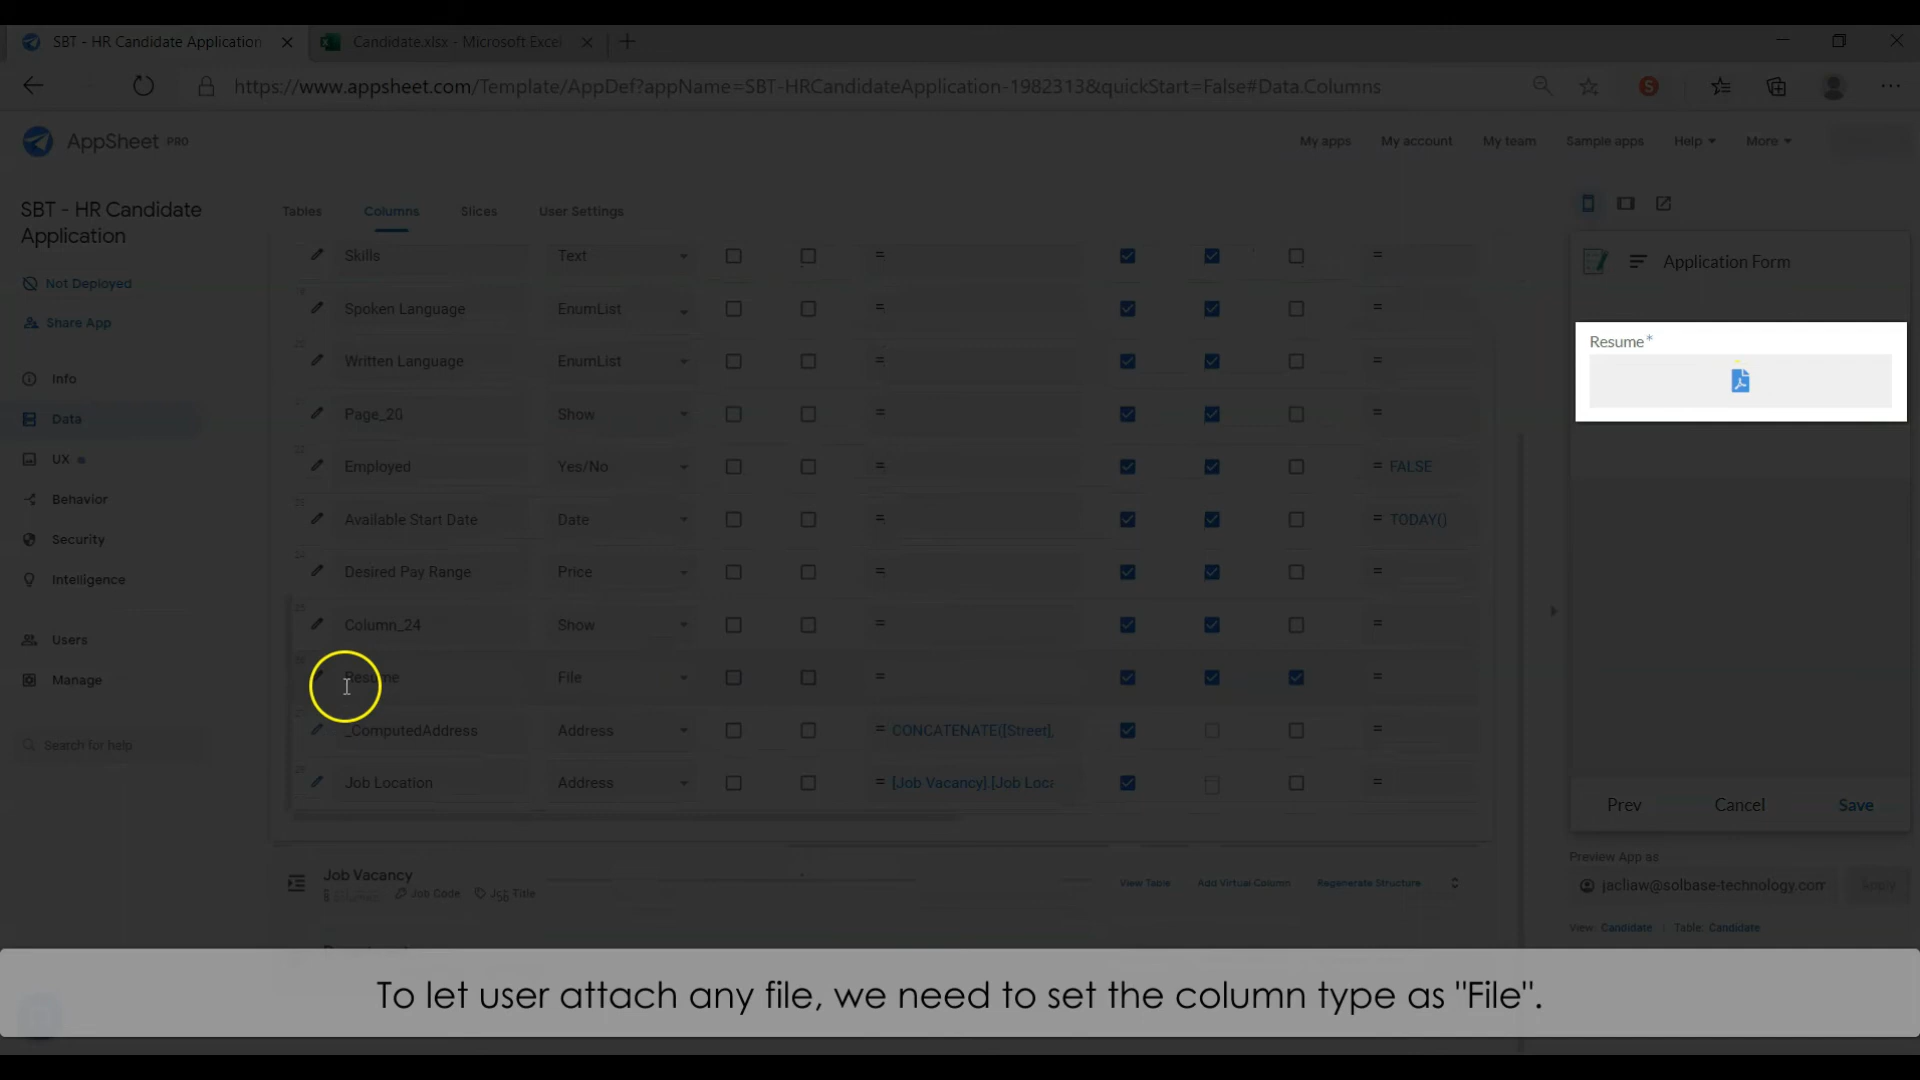 SBT - HR Candidate Application
Candidate.xlsx - Microsoft Excel
https://www.appsheet.com/Template/AppDef?appName=SBT-HRCandidateApplication-1982313&quickStart=False#Data.Columns
S
AppSheet PRO
My apps
My account
My team
Sample apps
Help
More
SBT - HR Candidate
Application
Not Deployed
Share App
Info
Data
UX
Behavior
Security
Intelligence
Users
Manage
Search for help
Tables
Columns
Slices
User Settings
Skills Text = =
Spoken Language EnumList = =
Written Language EnumList = =
Page_20 Show = =
Employed Yes/No = = FALSE
Available Start Date Date = = TODAY()
Desired Pay Range Price = =
Column_24 Show = =
Resume File = =
_ComputedAddress Address = CONCATENATE([Street], =
Job Location Address = [Job Vacancy].[Job Loca =
Job Vacancy
Job Code
Job Title
View Table
Add Virtual Column
Regenerate Structure
Application Form
Resume*
Prev
Cancel
Save
Preview App as
jacliaw@solbase-technology.com
Apply
View: Candidate | Table: Candidate
To let user attach any file, we need to set the column type as "File".